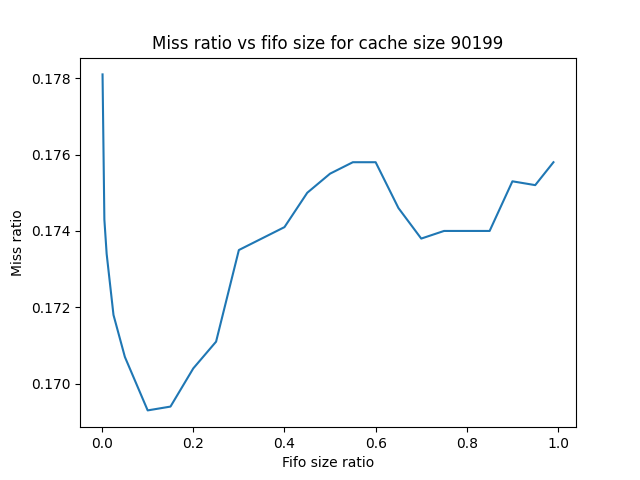 Miss ratio vs fifo size for cache size 90199
0.178
0.176
0.174
0.172
0.170
Miss ratio
0.0 0.2 0.4 0.6 0.8 1.0
Fifo size ratio